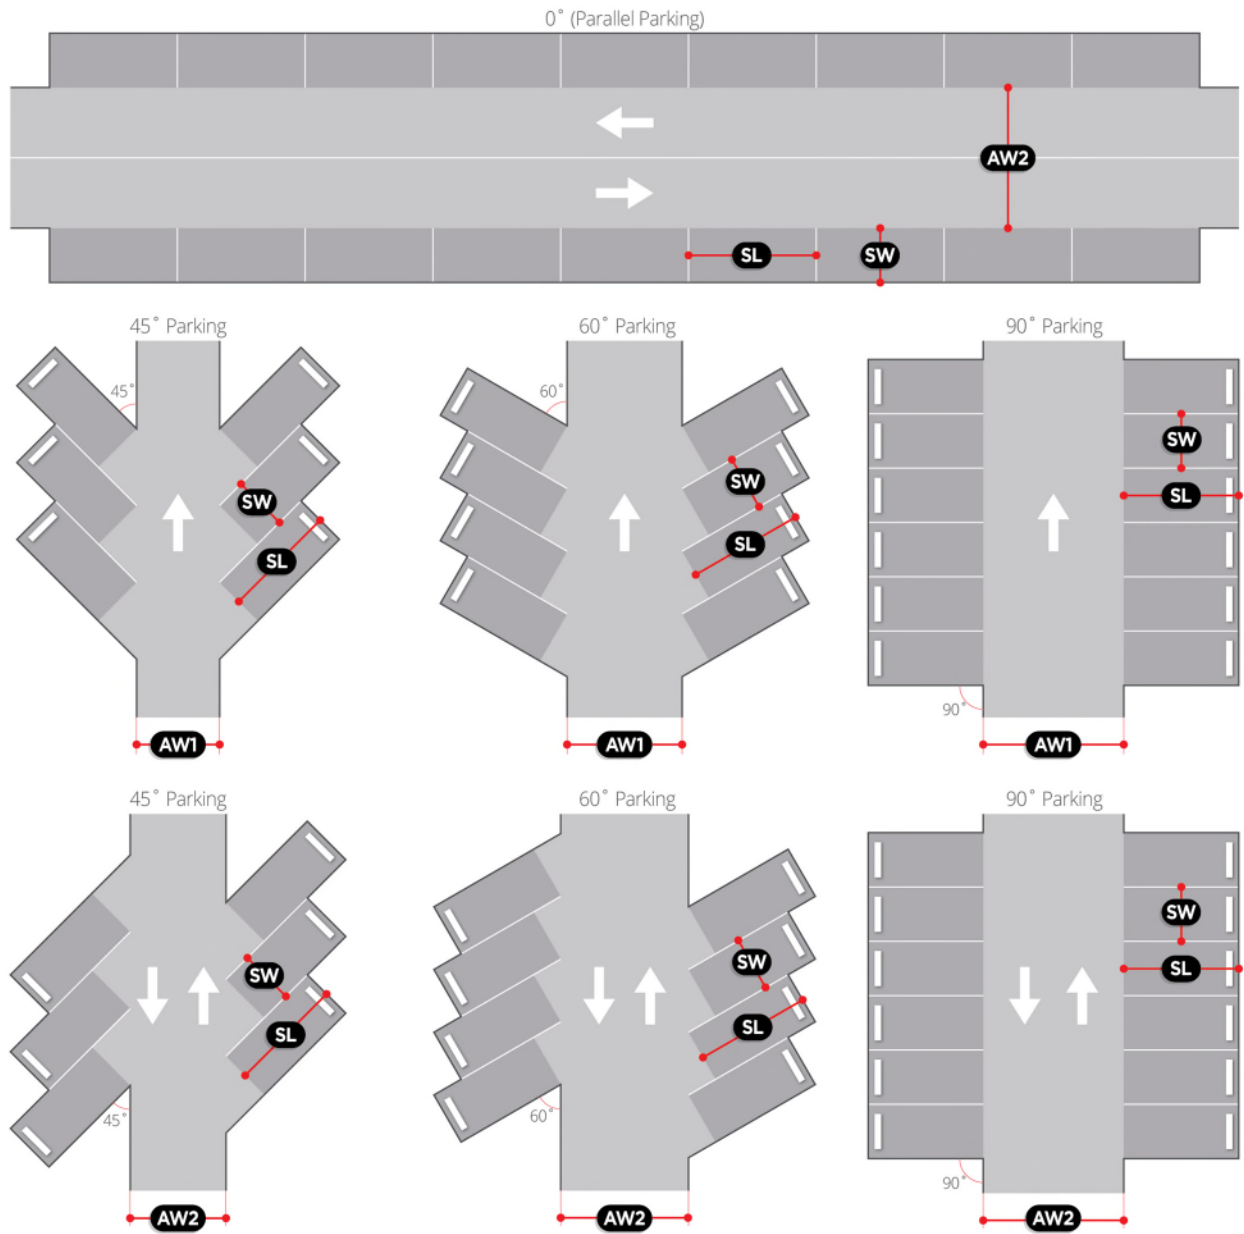 0˚ (Parallel Parking)
AW2
SL
SW
45˚ Parking
60˚ Parking
90˚ Parking
45˚
60˚
SW
SL
SW
SL
SW
SL
90˚
AW1
AW1
AW1
45˚ Parking
60˚ Parking
90˚ Parking
SW
SL
SW
SL
SW
SL
45˚
60˚
90˚
AW2
AW2
AW2